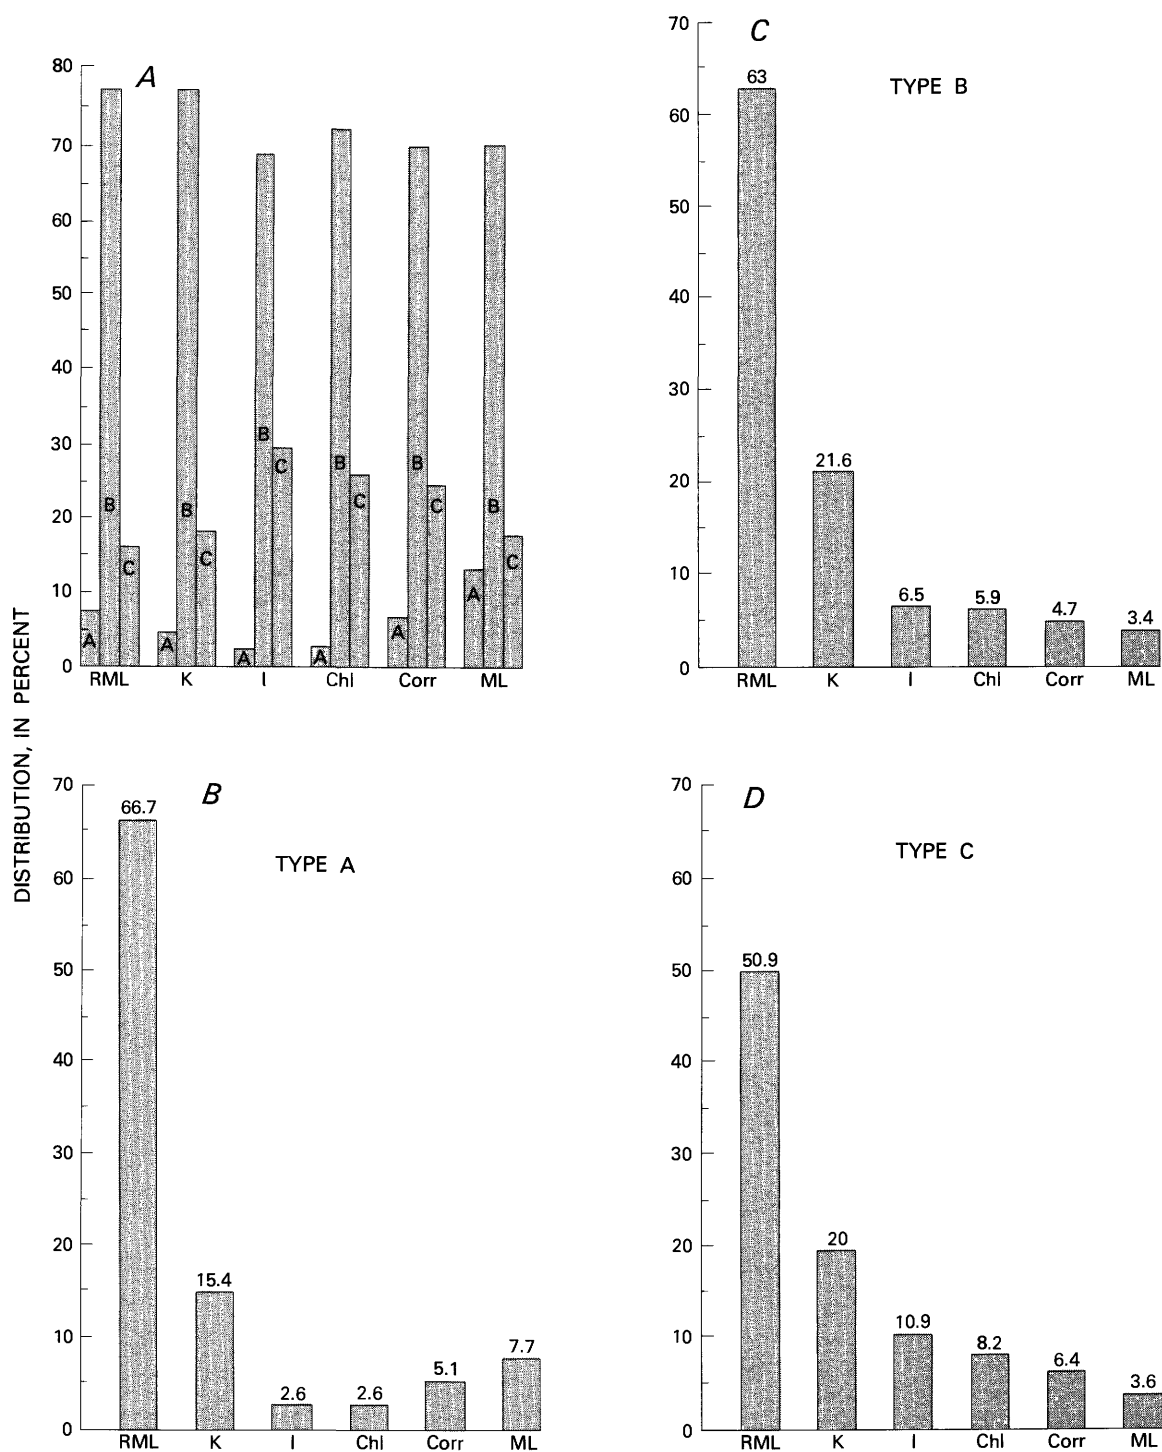 DISTRIBUTION, IN PERCENT
A
80
70
60
50
40
30
20
10
0
A B C
A B C
A B C
A B C
A B C
A B C
RML K I Chl Corr ML
C
TYPE B
70
60
50
40
30
20
10
0
63
21.6
6.5
5.9
4.7
3.4
RML K I Chl Corr ML
B
TYPE A
70
60
50
40
30
20
10
0
66.7
15.4
2.6
2.6
5.1
7.7
RML K I Chl Corr ML
D
TYPE C
70
60
50
40
30
20
10
0
50.9
20
10.9
8.2
6.4
3.6
RML K I Chl Corr ML